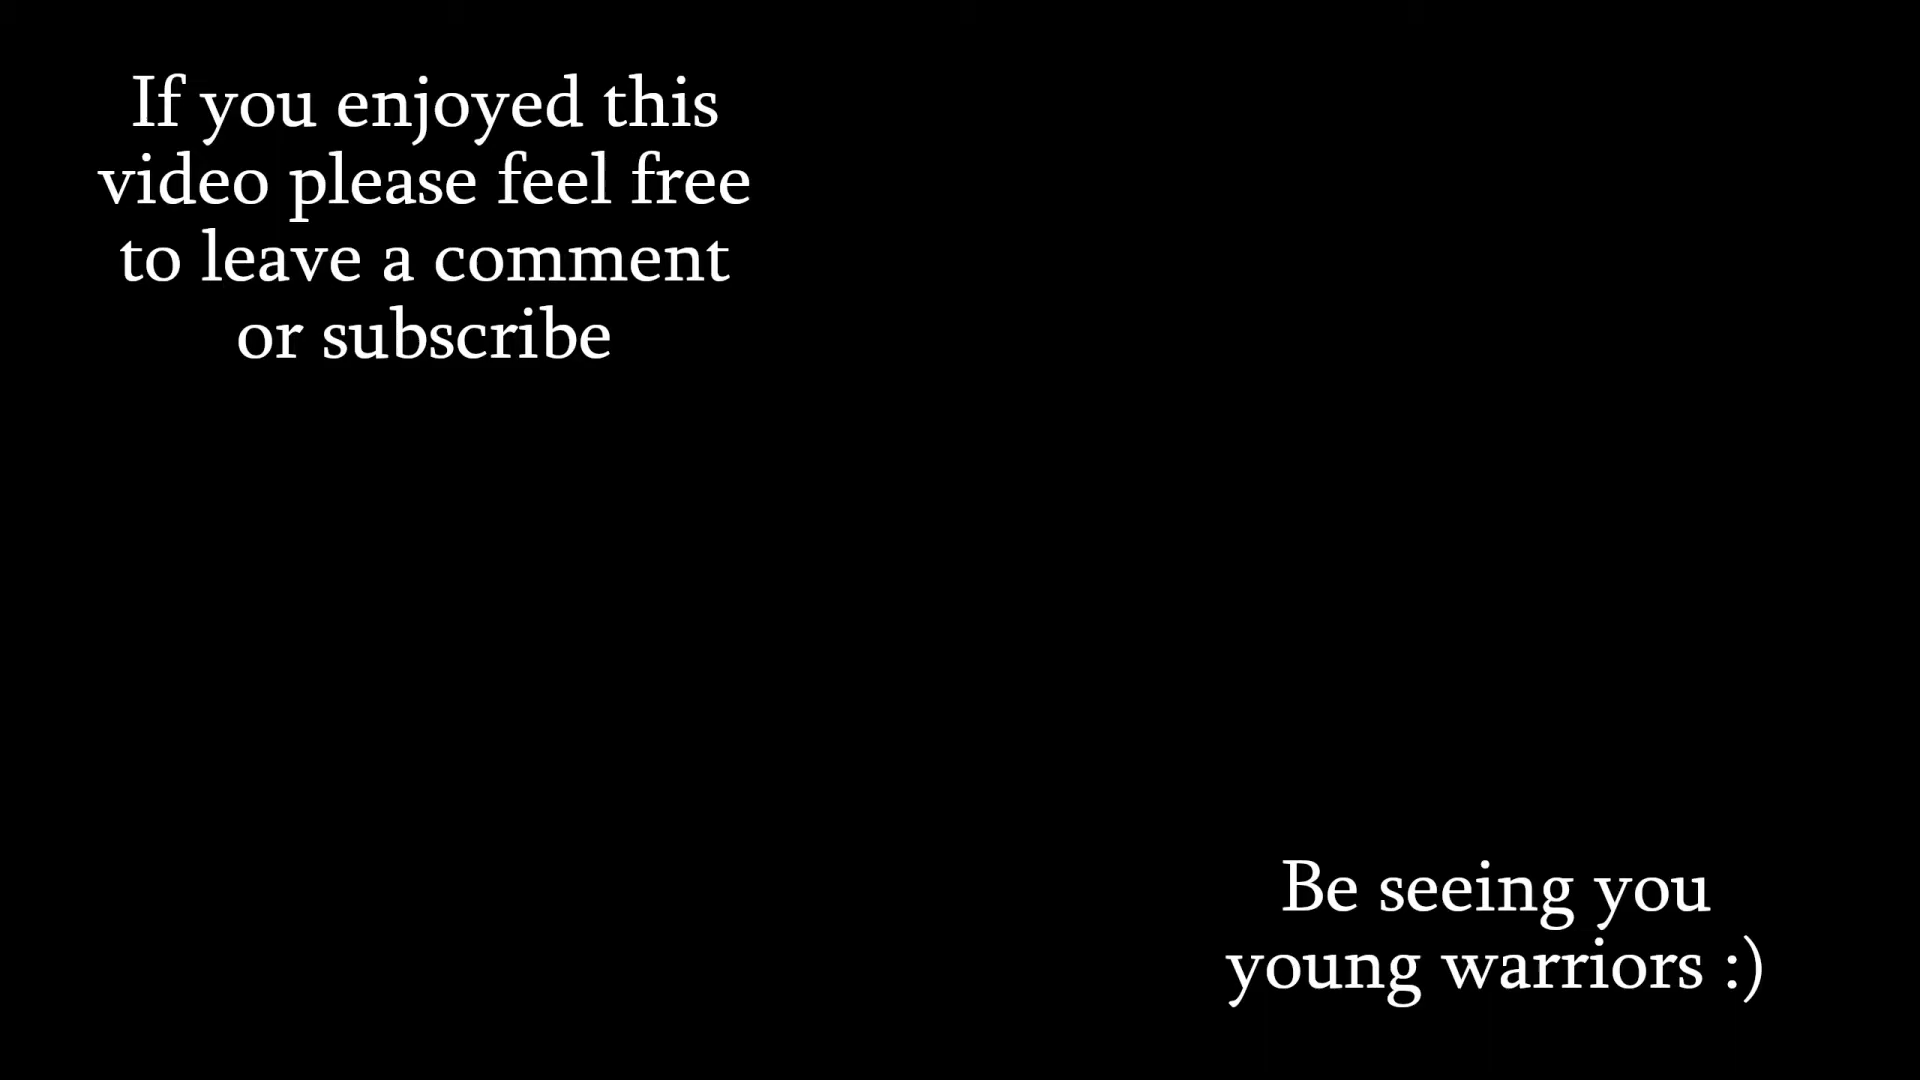 If you enjoyed this
video please feel free
to leave a comment
or subscribe
Be seeing you
young warriors :)